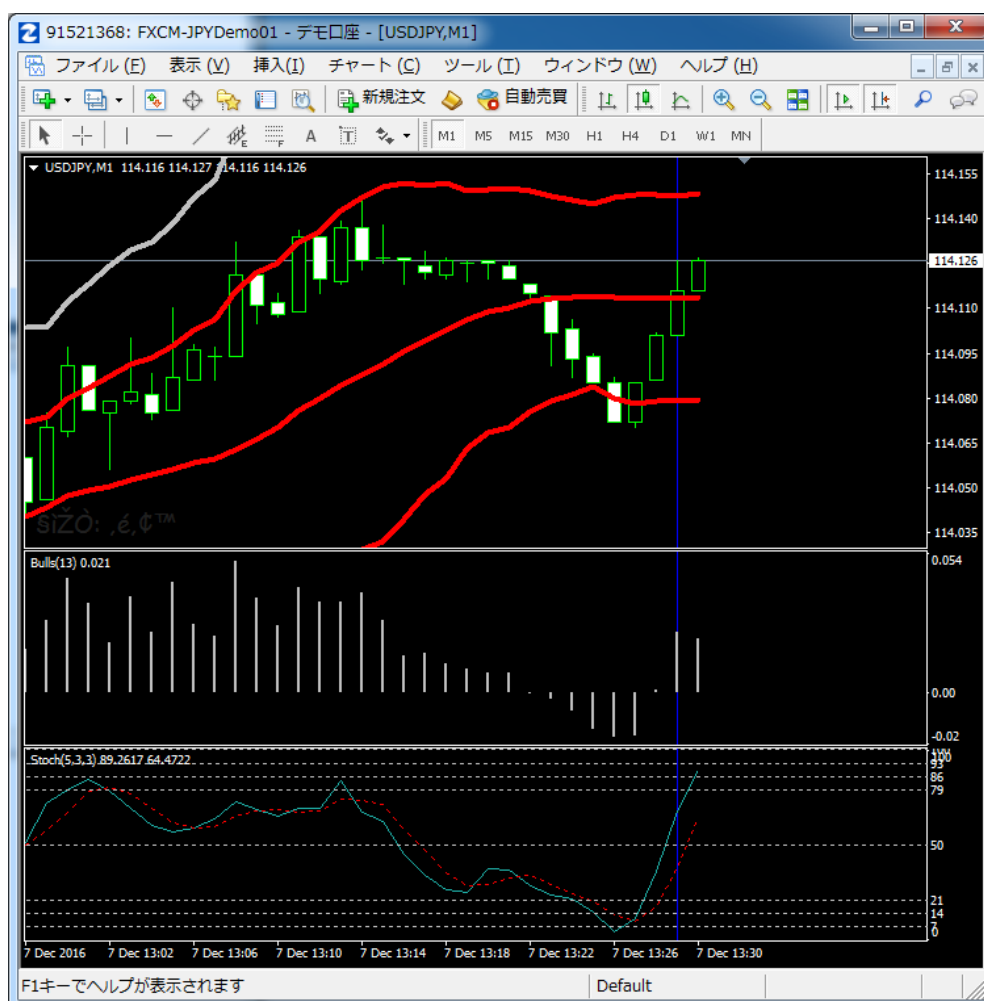 91521368: FXCM-JPYDemo01 - デモ口座 - [USDJPY,M1]
ファイル (F) 表示 (V) 挿入(I) チャート (C) ツール (T) ウィンドウ (W) ヘルプ (H)
新規注文 自動売買
E F A T M1 M5 M15 M30 H1 H4 D1 W1 MN
USDJPY,M1 114.116 114.127 114.116 114.126
114.155
114.140
114.126
114.110
114.095
114.080
114.065
114.050
114.035
§ìŽÒ: ‚é‚¢™
Bulls(13) 0.021
0.054
0.00
-0.02
Stoch(5,3,3) 89.2617 64.4722
100
93
86
79
50
21
14
7
0
7 Dec 2016 7 Dec 13:02 7 Dec 13:06 7 Dec 13:10 7 Dec 13:14 7 Dec 13:18 7 Dec 13:22 7 Dec 13:26 7 Dec 13:30
F1キーでヘルプが表示されます Default